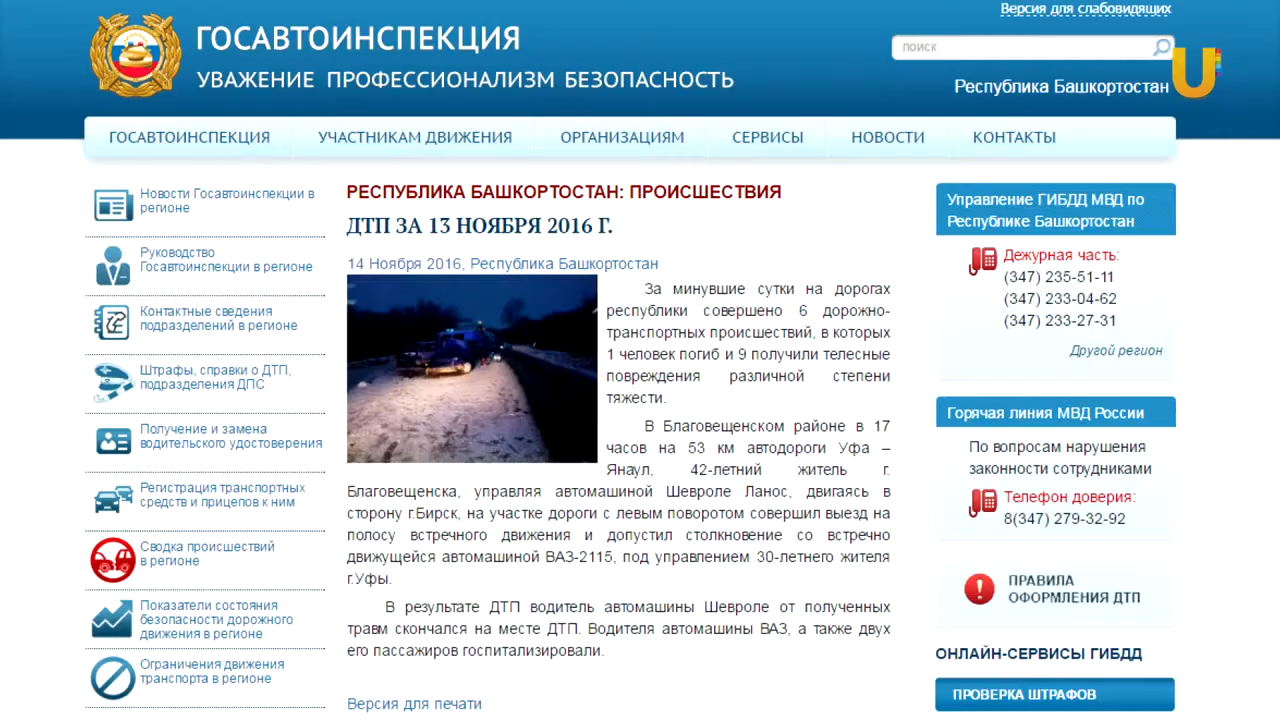 Версия для слабовидящих
ГОСАВТОИНСПЕКЦИЯ
УВАЖЕНИЕ ПРОФЕССИОНАЛИЗМ БЕЗОПАСНОСТЬ
поиск
Республика Башкортостан
U
ГОСАВТОИНСПЕКЦИЯ
УЧАСТНИКАМ ДВИЖЕНИЯ
ОРГАНИЗАЦИЯМ
СЕРВИСЫ
НОВОСТИ
КОНТАКТЫ
Новости Госавтоинспекции в
регионе
Руководство
Госавтоинспекции в регионе
Контактные сведения
подразделений в регионе
Штрафы, справки о ДТП,
подразделения ДПС
Получение и замена
водительского удостоверения
Регистрация транспортных
средств и прицепов к ним
Сводка происшествий
в регионе
Показатели состояния
безопасности дорожного
движения в регионе
Ограничения движения
транспорта в регионе
РЕСПУБЛИКА БАШКОРТОСТАН: ПРОИСШЕСТВИЯ
ДТП ЗА 13 НОЯБРЯ 2016 Г.
14 Ноября 2016, Республика Башкортостан
За минувшие сутки на дорогах
республики совершено 6 дорожно-
транспортных происшествий, в которых
1 человек погиб и 9 получили телесные
повреждения различной степени
тяжести.
В Благовещенском районе в 17
часов на 53 км автодороги Уфа –
Янаул, 42-летний житель г.
Благовещенска, управляя автомашиной Шевроле Ланос, двигаясь в
сторону г.Бирск, на участке дороги с левым поворотом совершил выезд на
полосу встречного движения и допустил столкновение со встречно
движущейся автомашиной ВАЗ-2115, под управлением 30-летнего жителя
г.Уфы.
В результате ДТП водитель автомашины Шевроле от полученных
травм скончался на месте ДТП. Водителя автомашины ВАЗ, а также двух
его пассажиров госпитализировали.
Версия для печати
Управление ГИБДД МВД по
Республике Башкортостан
Дежурная часть:
(347) 235-51-11
(347) 233-04-62
(347) 233-27-31
Другой регион
Горячая линия МВД России
По вопросам нарушения
законности сотрудниками
Телефон доверия:
8(347) 279-32-92
ПРАВИЛА
ОФОРМЛЕНИЯ ДТП
ОНЛАЙН-СЕРВИСЫ ГИБДД
ПРОВЕРКА ШТРАФОВ